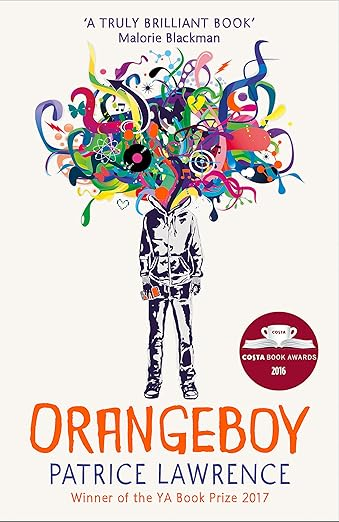 ‘A TRULY BRILLIANT BOOK’
Malorie Blackman
COSTA
COSTA BOOK AWARDS
2016
ORANGEBOY
PATRICE LAWRENCE
Winner of the YA Book Prize 2017